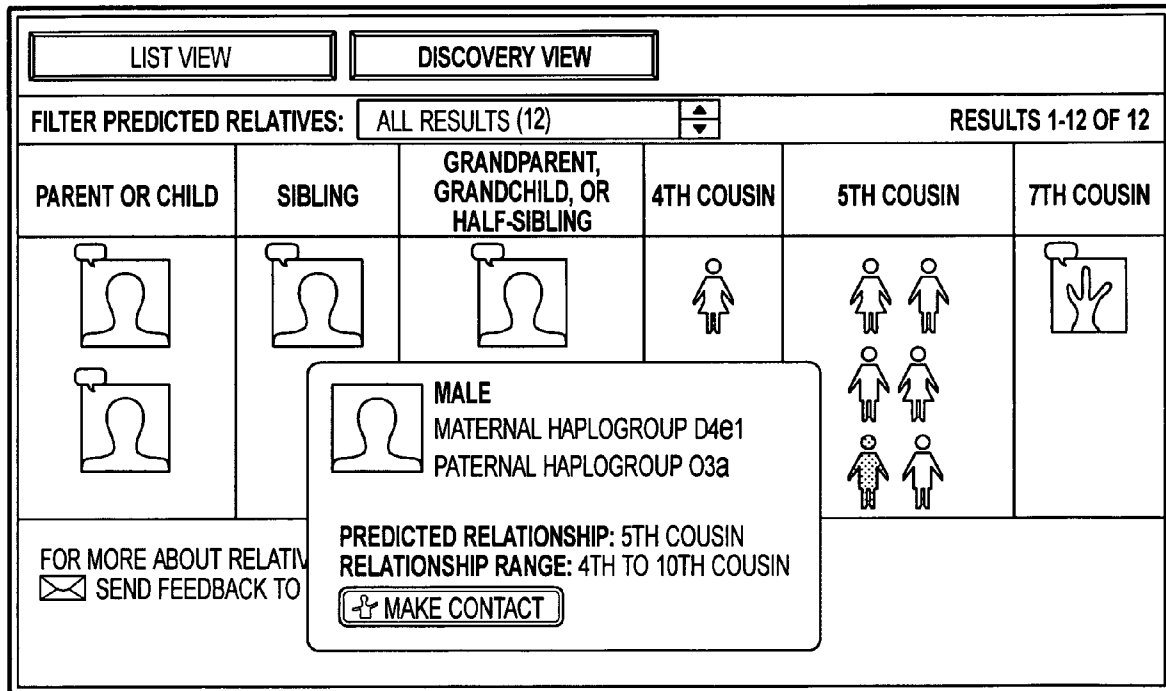 LIST VIEW
DISCOVERY VIEW
FILTER PREDICTED RELATIVES:
ALL RESULTS (12)
RESULTS 1-12 OF 12
PARENT OR CHILD
SIBLING
GRANDPARENT,
GRANDCHILD, OR
HALF-SIBLING
4TH COUSIN
5TH COUSIN
7TH COUSIN
MALE
MATERNAL HAPLOGROUP D4e1
PATERNAL HAPLOGROUP O3a
PREDICTED RELATIONSHIP: 5TH COUSIN
RELATIONSHIP RANGE: 4TH TO 10TH COUSIN
MAKE CONTACT
FOR MORE ABOUT RELATIV
SEND FEEDBACK TO